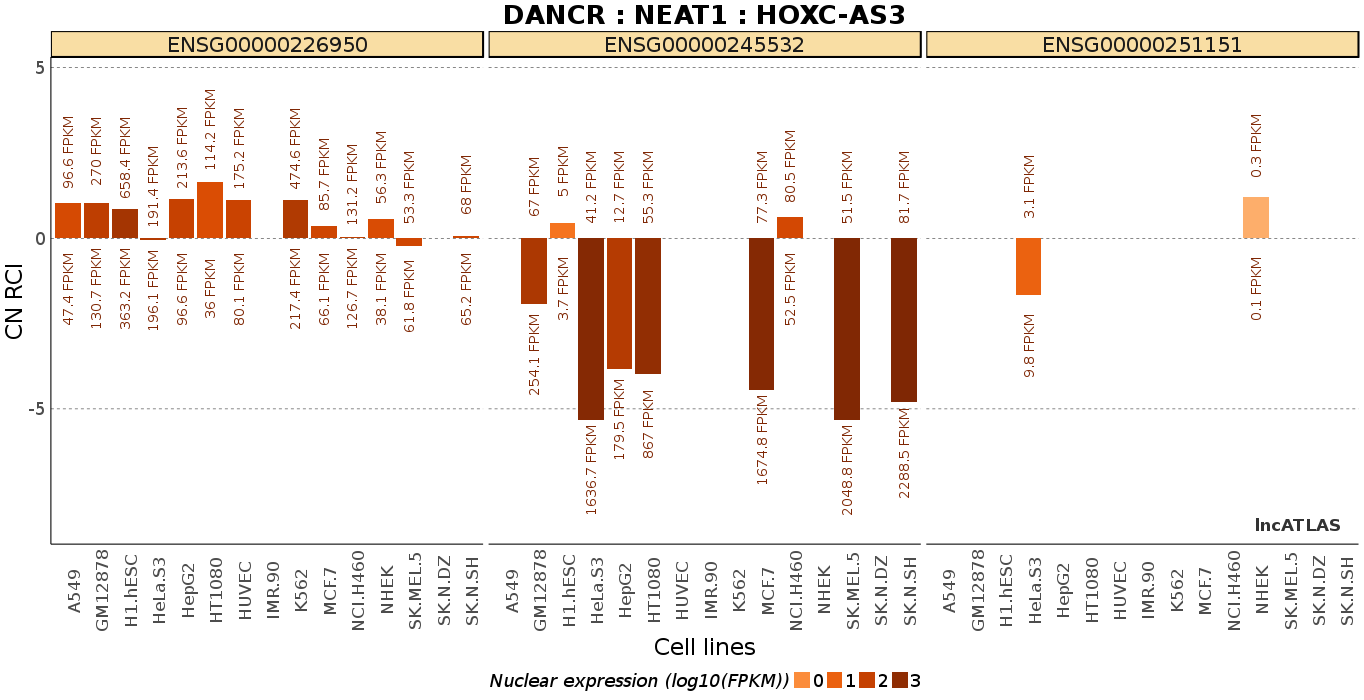 DANCR : NEAT1 : HOXC-AS3
ENSG00000226950
ENSG00000245532
ENSG00000251151
CN RCI
5
0
-5
96.6 FPKM
270 FPKM
658.4 FPKM
191.4 FPKM
213.6 FPKM
114.2 FPKM
175.2 FPKM
474.6 FPKM
85.7 FPKM
131.2 FPKM
56.3 FPKM
53.3 FPKM
68 FPKM
47.4 FPKM
130.7 FPKM
363.2 FPKM
196.1 FPKM
96.6 FPKM
36 FPKM
80.1 FPKM
217.4 FPKM
66.1 FPKM
126.7 FPKM
38.1 FPKM
61.8 FPKM
65.2 FPKM
67 FPKM
5 FPKM
41.2 FPKM
12.7 FPKM
55.3 FPKM
77.3 FPKM
80.5 FPKM
51.5 FPKM
81.7 FPKM
254.1 FPKM
3.7 FPKM
1636.7 FPKM
179.5 FPKM
867 FPKM
1674.8 FPKM
52.5 FPKM
2048.8 FPKM
2288.5 FPKM
3.1 FPKM
0.3 FPKM
9.8 FPKM
0.1 FPKM
lncATLAS
A549
GM12878
H1.hESC
HeLa.S3
HepG2
HT1080
HUVEC
IMR.90
K562
MCF.7
NCI.H460
NHEK
SK.MEL.5
SK.N.DZ
SK.N.SH
A549
GM12878
H1.hESC
HeLa.S3
HepG2
HT1080
HUVEC
IMR.90
K562
MCF.7
NCI.H460
NHEK
SK.MEL.5
SK.N.DZ
SK.N.SH
A549
GM12878
H1.hESC
HeLa.S3
HepG2
HT1080
HUVEC
IMR.90
K562
MCF.7
NCI.H460
NHEK
SK.MEL.5
SK.N.DZ
SK.N.SH
Cell lines
Nuclear expression (log10(FPKM)) 0 1 2 3